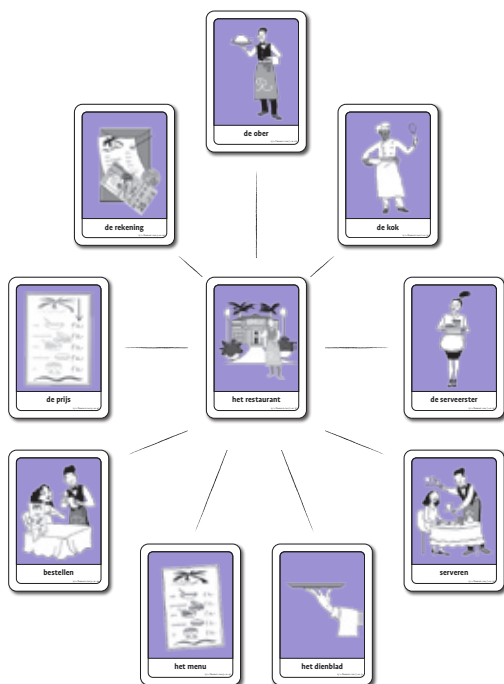 de ober
de rekening
de kok
de prijs
het restaurant
de serveerster
bestellen
serveren
het menu
het dienblad